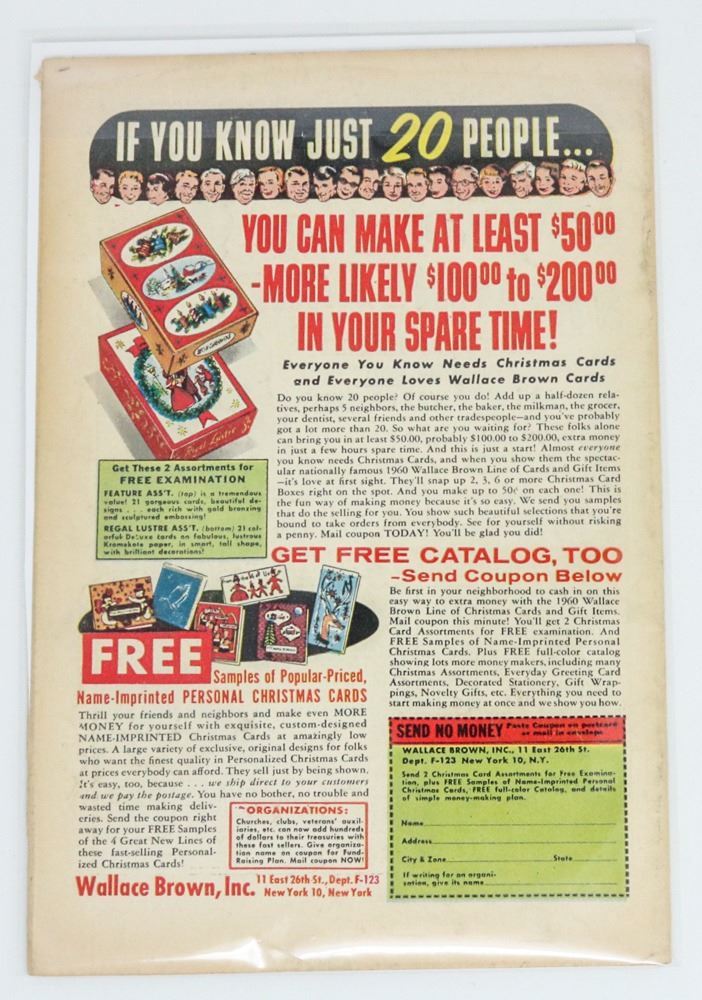 IF YOU KNOW JUST 20 PEOPLE...
YOU CAN MAKE AT LEAST $5000
-MORE LIKELY $10000 to $20000
IN YOUR SPARE TIME!
Everyone You Know Needs Christmas Cards
and Everyone Loves Wallace Brown Cards
Do you know 20 people? Of course you do! Add up a half-dozen rela-
tives, perhaps 5 neighbors, the butcher, the baker, the milkman, the grocer,
your dentist, several friends and other tradespeople—and you've probably
got a lot more than 20. So what are you waiting for? These folks alone
can bring you in at least $50.00, probably $100.00 to $200.00, extra money
in just a few hours spare time. And this is just a start! Almost everyone
you know needs Christmas Cards, and when you show them the spectac-
ular nationally famous 1960 Wallace Brown Line of Cards and Gift Items
—it's love at first sight. They'll snap up 2, 3, 6 or more Christmas Card
Boxes right on the spot. And you make up to 50¢ on each one! This is
the fun way of making money because it's so easy. We send you samples
that do the selling for you. You show such beautiful selections that you're
bound to take orders from everybody. See for yourself without risking
a penny. Mail coupon TODAY! You'll be glad you did!
Get These 2 Assortments for
FREE EXAMINATION
FEATURE ASS'T. (top) is a tremendous
value! 21 gorgeous cards, beautiful de-
signs . . . each rich with gold bronzing
and sculptured embossing!
REGAL LUSTRE ASS'T. (bottom) 21 col-
orful DeLuxe cards on fabulous, lustrous
Kromekote paper, in smart, tall shape,
with brilliant decorations!
GET FREE CATALOG, TOO
-Send Coupon Below
Be first in your neighborhood to cash in on this
easy way to extra money with the 1960 Wallace
Brown Line of Christmas Cards and Gift Items.
Mail coupon this minute! You'll get 2 Christmas
Card Assortments for FREE examination. And
FREE Samples of Name-Imprinted Personal
Christmas Cards. Plus FREE full-color catalog
showing lots more money makers, including many
Christmas Assortments, Everyday Greeting Card
Assortments, Decorated Stationery, Gift Wrap-
pings, Novelty Gifts, etc. Everything you need to
start making money at once and we show you how.
FREE
Samples of Popular-Priced,
Name-Imprinted PERSONAL CHRISTMAS CARDS
Thrill your friends and neighbors and make even MORE
MONEY for yourself with exquisite, custom-designed
NAME-IMPRINTED Christmas Cards at amazingly low
prices. A large variety of exclusive, original designs for folks
who want the finest quality in Personalized Christmas Cards
at prices everybody can afford. They sell just by being shown.
It's easy, too, because . . . we ship direct to your customers
and we pay the postage. You have no bother, no trouble and
wasted time making deliv-
eries. Send the coupon right
away for your FREE Samples
of the 4 Great New Lines of
these fast-selling Personal-
ized Christmas Cards!
ORGANIZATIONS:
Churches, clubs, veterans' auxil-
iaries, etc. can now add hundreds
of dollars to their treasuries with
these fast sellers. Give organiza-
tion name on coupon for Fund-
Raising Plan. Mail coupon NOW!
Wallace Brown, Inc. 11 East 26th St., Dept. F-123
New York 10, New York
SEND NO MONEY Paste Coupon on postcard
or mail in envelope
WALLACE BROWN, INC., 11 East 26th St.
Dept. F-123 New York 10, N.Y.
Send 2 Christmas Card Assortments for Free Examina-
tion, plus FREE Samples of Name-Imprinted Personal
Christmas Cards, FREE full-color Catalog, and details
of simple money-making plan.
Name
Address
City & Zone State
If writing for an organi-
zation, give its name